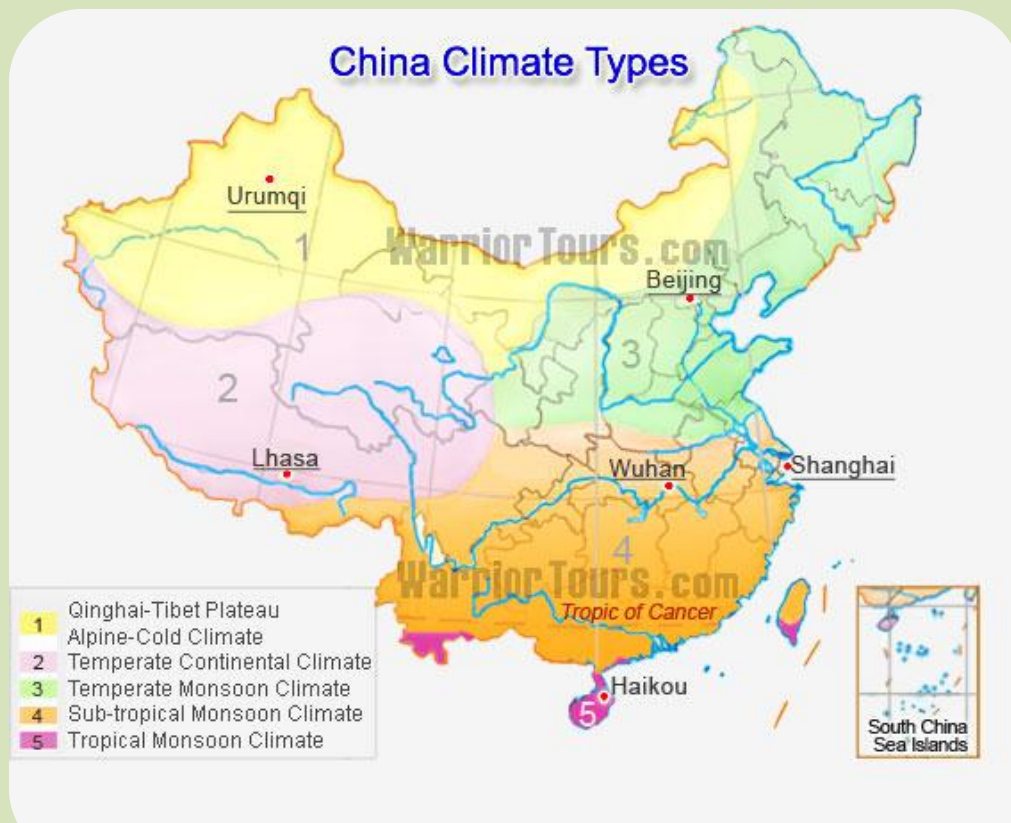 China Climate Types
Urumqi
1
WarriorTours.com
Beijing
3
2
Lhasa
Wuhan
Shanghai
4
WarriorTours.com
Tropic of Cancer
Haikou
5
South China
Sea Islands
1 Qinghai-Tibet Plateau
Alpine-Cold Climate
2 Temperate Continental Climate
3 Temperate Monsoon Climate
4 Sub-tropical Monsoon Climate
5 Tropical Monsoon Climate